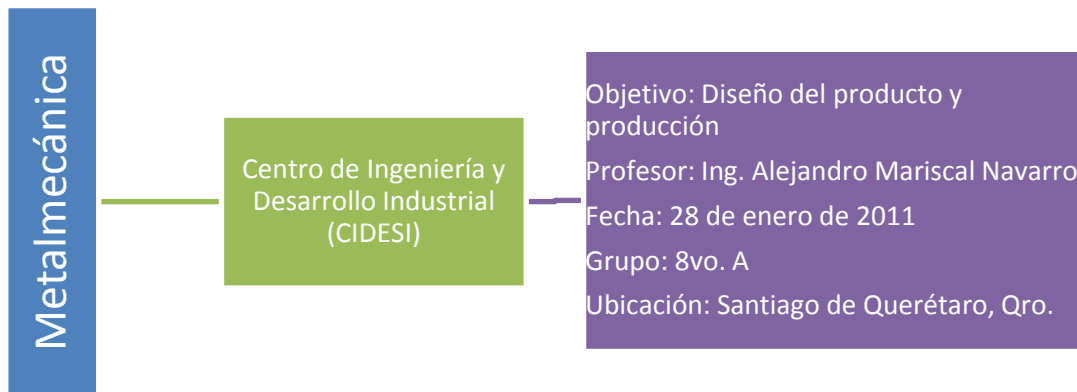 Metalmecánica
Centro de Ingeniería y
Desarrollo Industrial
(CIDESI)
Objetivo: Diseño del producto y
producción
Profesor: Ing. Alejandro Mariscal Navarro
Fecha: 28 de enero de 2011
Grupo: 8vo. A
Ubicación: Santiago de Querétaro, Qro.